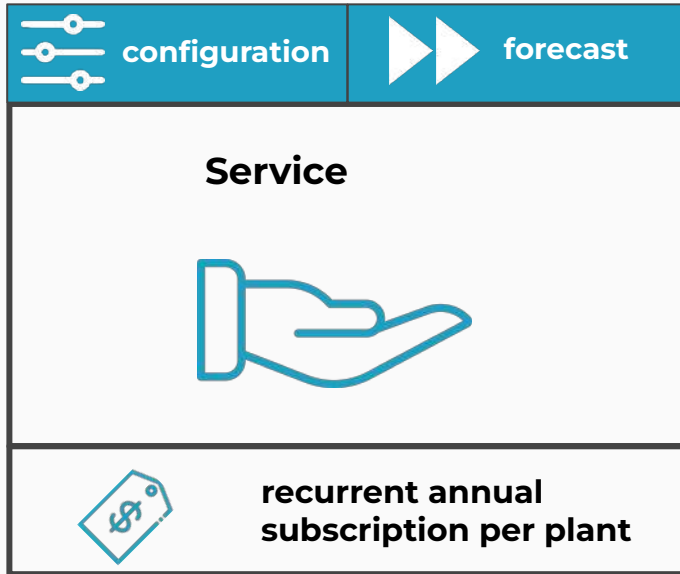 configuration
forecast
Service
$
recurrent annual
subscription per plant